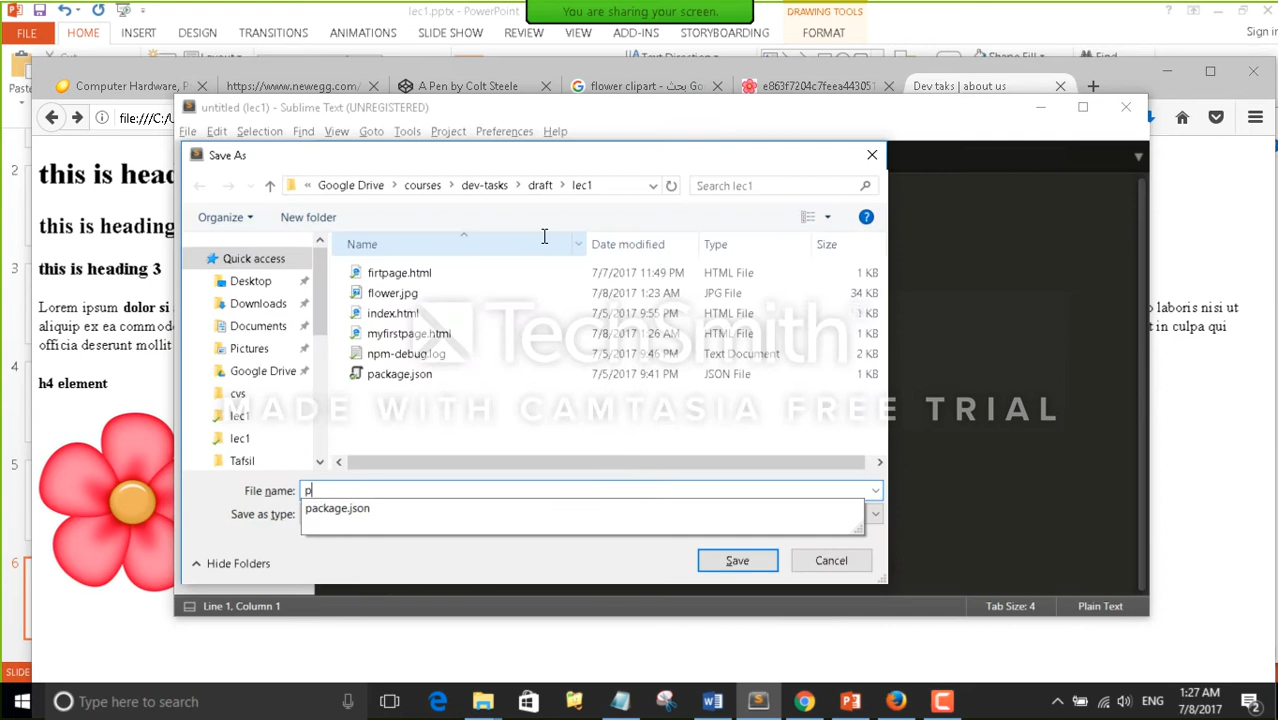 lec1.pptx - PowerPoint
You are sharing your screen.
DRAWING TOOLS
?
FILE
HOME
INSERT
DESIGN
TRANSITIONS
ANIMATIONS
SLIDE SHOW
REVIEW
VIEW
ADD-INS
STORYBOARDING
FORMAT
Sign in
Paste
Computer Hardware, P
https://www.newegg.com
A Pen by Colt Steele
flower clipart - بحث Go
e863f7204c7feea443051
Dev taks | about us
file:///C:/U
untitled (lec1) - Sublime Text (UNREGISTERED)
File Edit Selection Find View Goto Tools Project Preferences Help
Save As
« Google Drive > courses > dev-tasks > draft > lec1
Search lec1
Organize
New folder
Name
Date modified
Type
Size
Quick access
Desktop
Downloads
Documents
Pictures
Google Drive
cvs
lec1
lec1
Tafsil
firtpage.html 7/7/2017 11:49 PM HTML File 1 KB
flower.jpg 7/8/2017 1:23 AM JPG File 34 KB
index.html 7/5/2017 9:55 PM HTML File 1 KB
myfirstpage.html 7/8/2017 1:26 AM HTML File 1 KB
npm-debug.log 7/5/2017 9:46 PM Text Document 2 KB
package.json 7/5/2017 9:41 PM JSON File 1 KB
File name: p
package.json
Save as type:
Hide Folders
Save
Cancel
Line 1, Column 1
Tab Size: 4
Plain Text
2
3
4
5
6
SLIDE
this is head
this is heading
this is heading 3
Lorem ipsum dolor si
aliquip ex ea commod
officia deserunt mollit
laboris nisi ut
t in culpa qui
h4 element
TechSmith
MADE WITH CAMTASIA FREE TRIAL
Type here to search
ENG
1:27 AM
7/8/2017
2